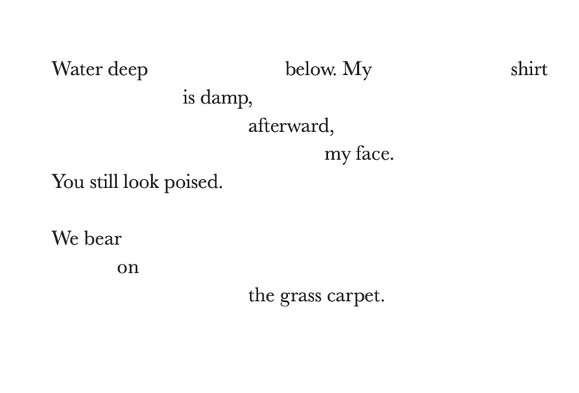 Water deep below. My shirt
is damp,
afterward,
my face.
You still look poised.
We bear
on
the grass carpet.